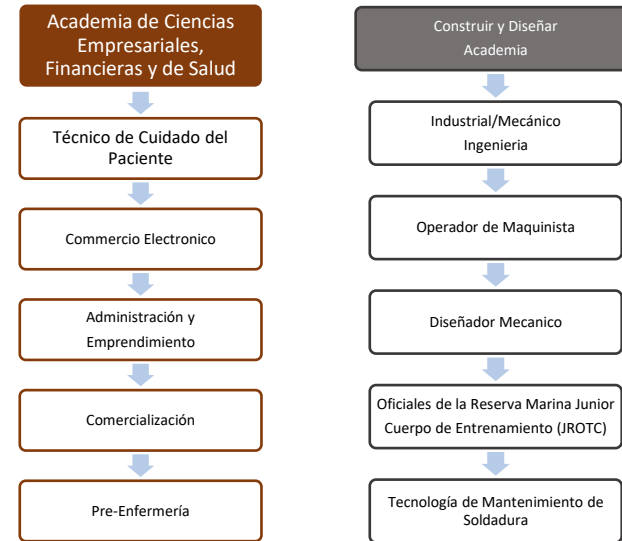 Academia de Ciencias
Empresariales,
Financieras y de Salud
Técnico de Cuidado del
Paciente
Commercio Electronico
Administración y
Emprendimiento
Comercialización
Pre-Enfermería
Construir y Diseñar
Academia
Industrial/Mecánico
Ingenieria
Operador de Maquinista
Diseñador Mecanico
Oficiales de la Reserva Marina Junior
Cuerpo de Entrenamiento (JROTC)
Tecnología de Mantenimiento de
Soldadura